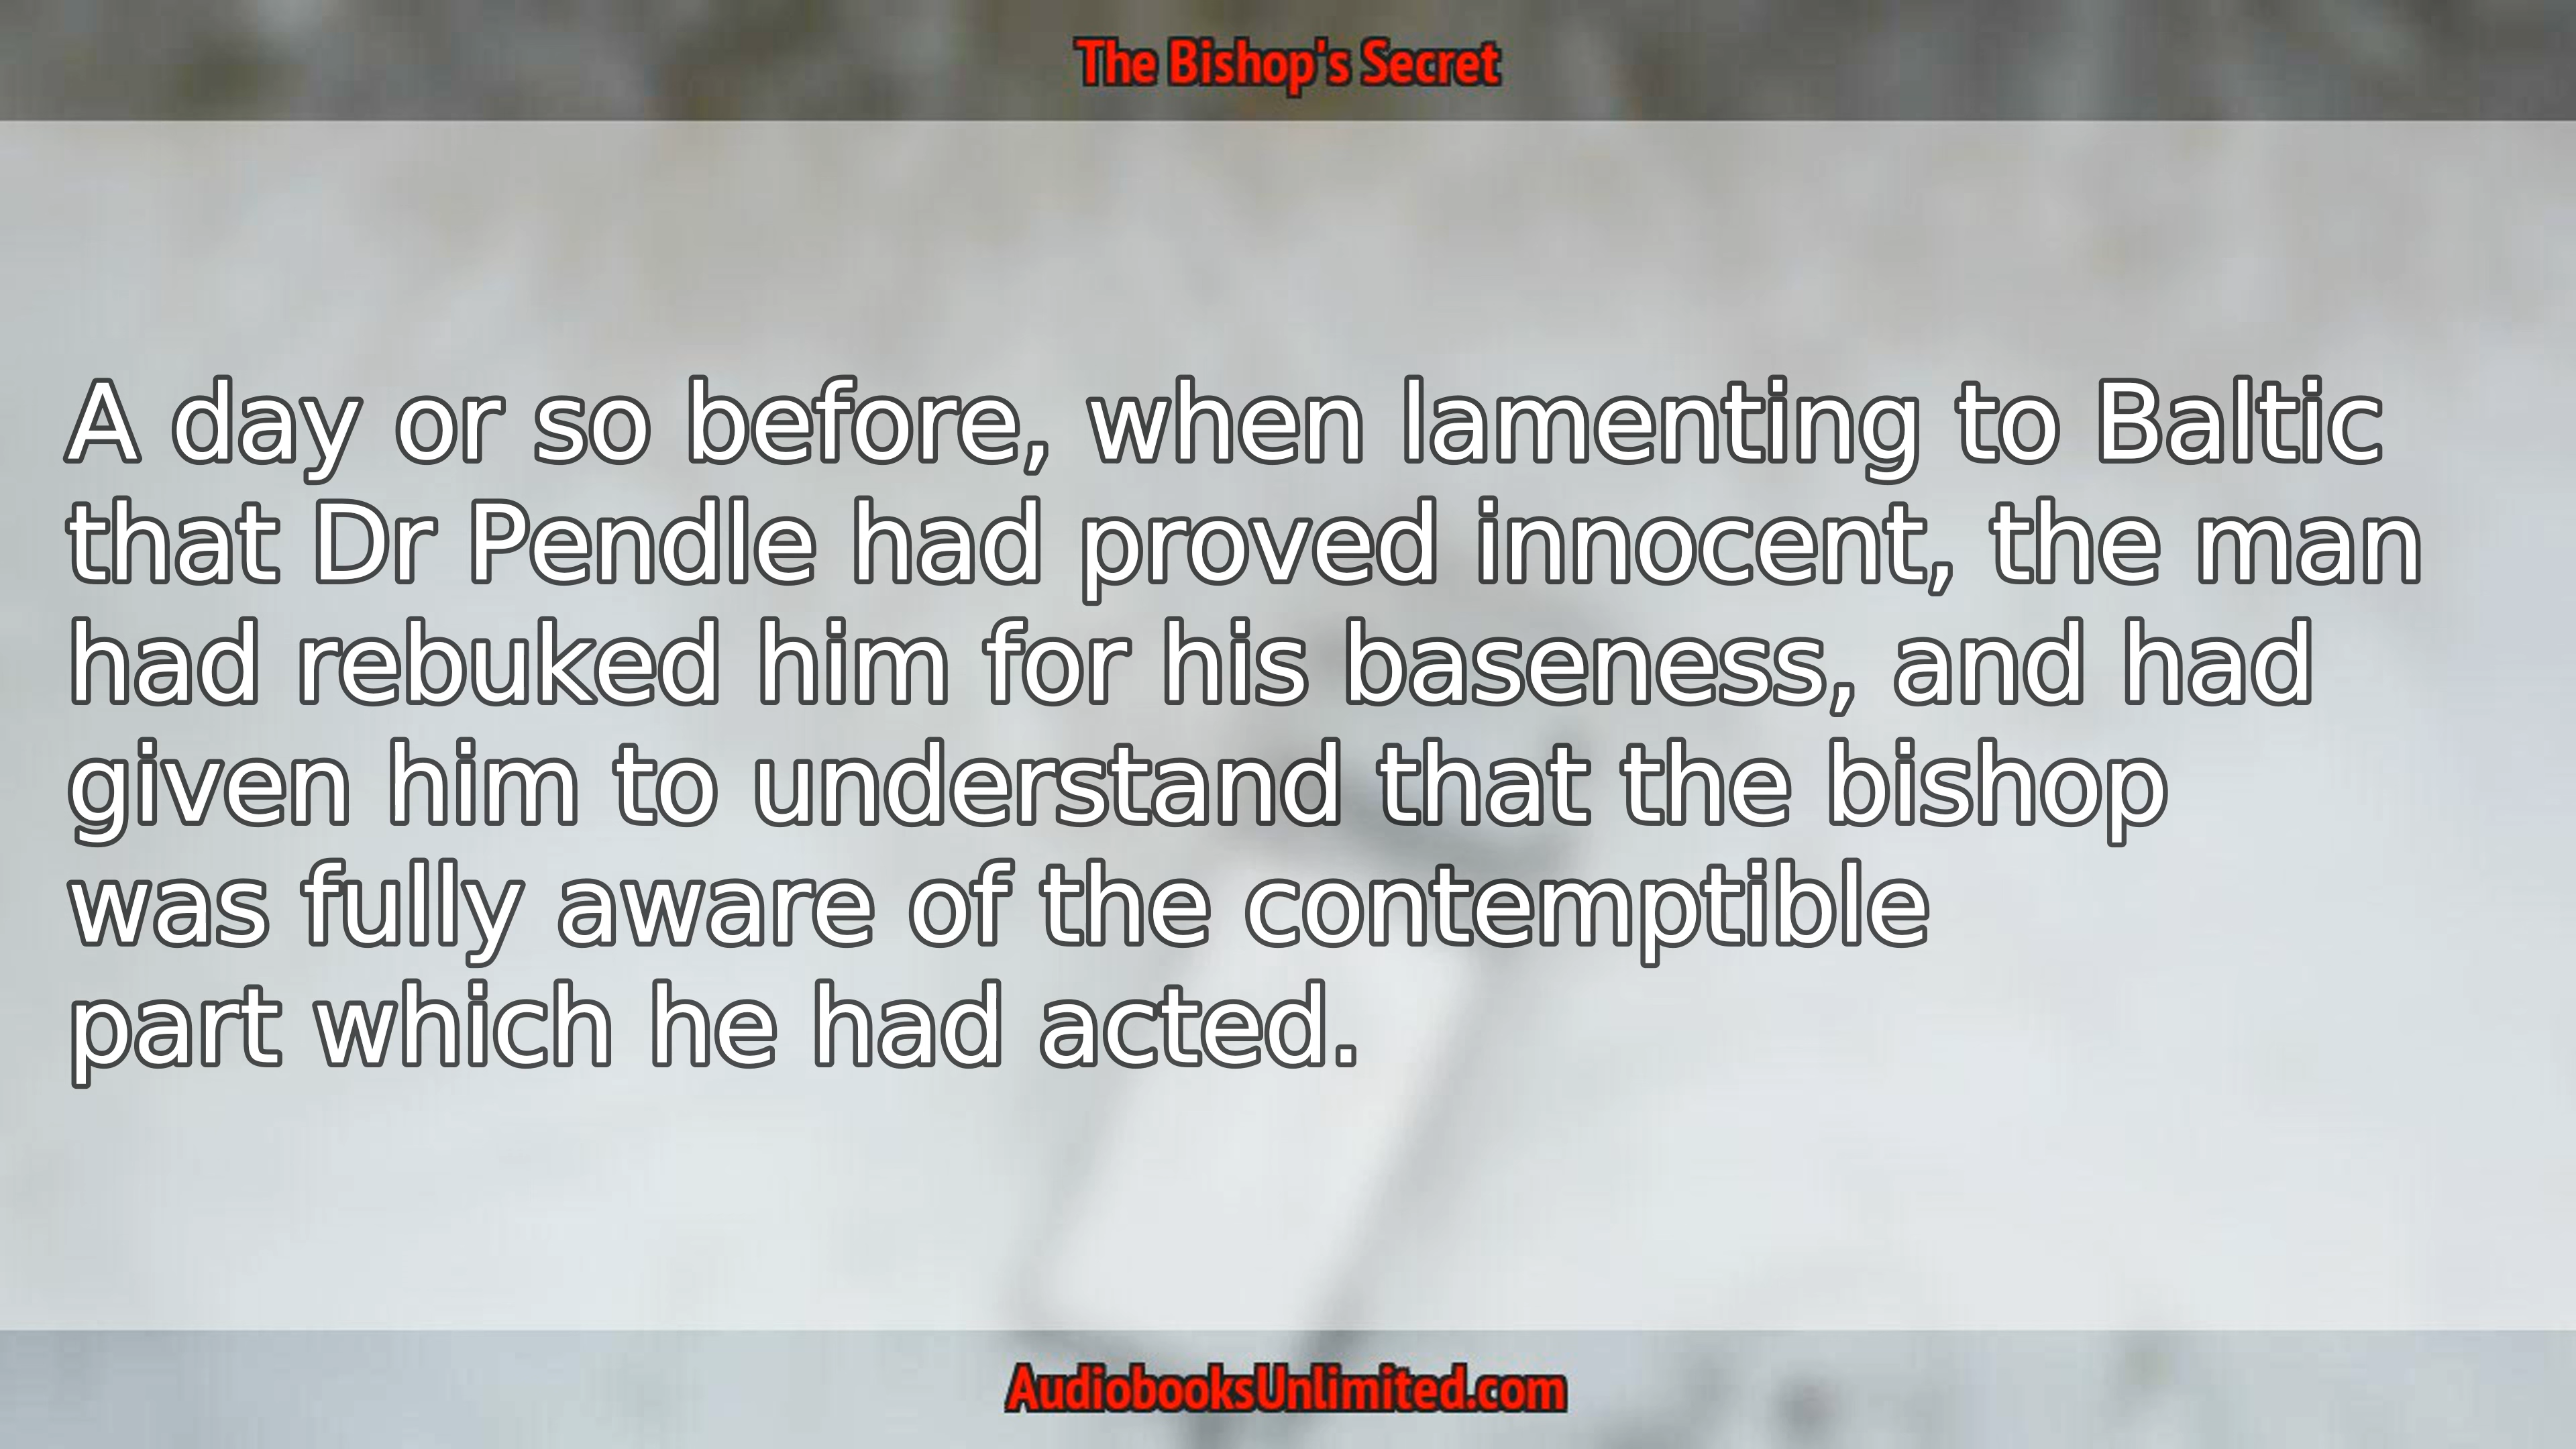 The Bishop's Secret
A day or so before, when lamenting to Baltic
that Dr Pendle had proved innocent, the man
had rebuked him for his baseness, and had
given him to understand that the bishop
was fully aware of the contemptible
part which he had acted.
AudiobooksUnlimited.com